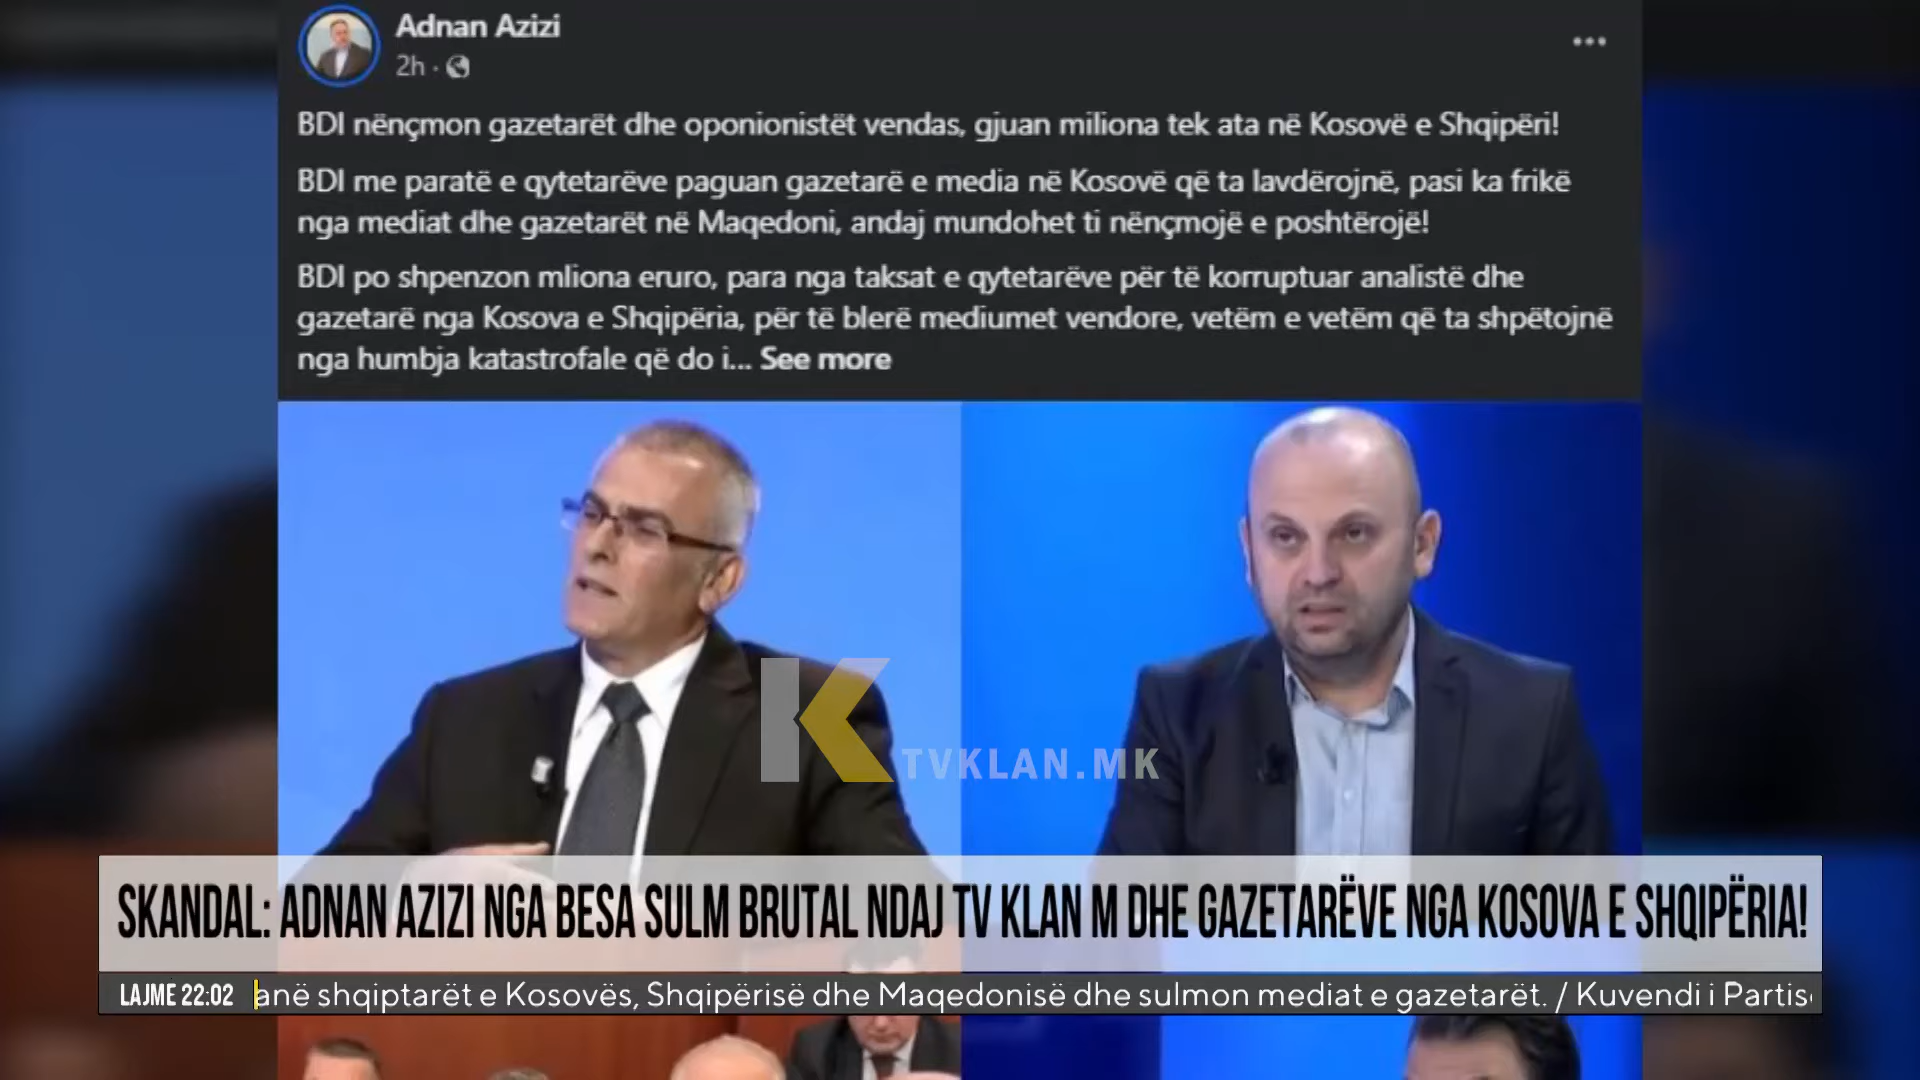 Adnan Azizi
2h ·
BDI nënçmon gazetarët dhe oponionistët vendas, gjuan miliona tek ata në Kosovë e Shqipëri!
BDI me paratë e qytetarëve paguan gazetarë e media në Kosovë që ta lavdërojnë, pasi ka frikë
nga mediat dhe gazetarët në Maqedoni, andaj mundohet ti nënçmojë e poshtërojë!
BDI po shpenzon mliona eruro, para nga taksat e qytetarëve për të korruptuar analistë dhe
gazetarë nga Kosova e Shqipëria, për të blerë mediumet vendore, vetëm e vetëm që ta shpëtojnë
nga humbja katastrofale që do i... See more
K TVKLAN.MK
SKANDAL: ADNAN AZIZI NGA BESA SULM BRUTAL NDAJ TV KLAN M DHE GAZETARËVE NGA KOSOVA E SHQIPËRIA!
LAJME 22:02 anë shqiptarët e Kosovës, Shqipërisë dhe Maqedonisë dhe sulmon mediat e gazetarët. / Kuvendi i Partis